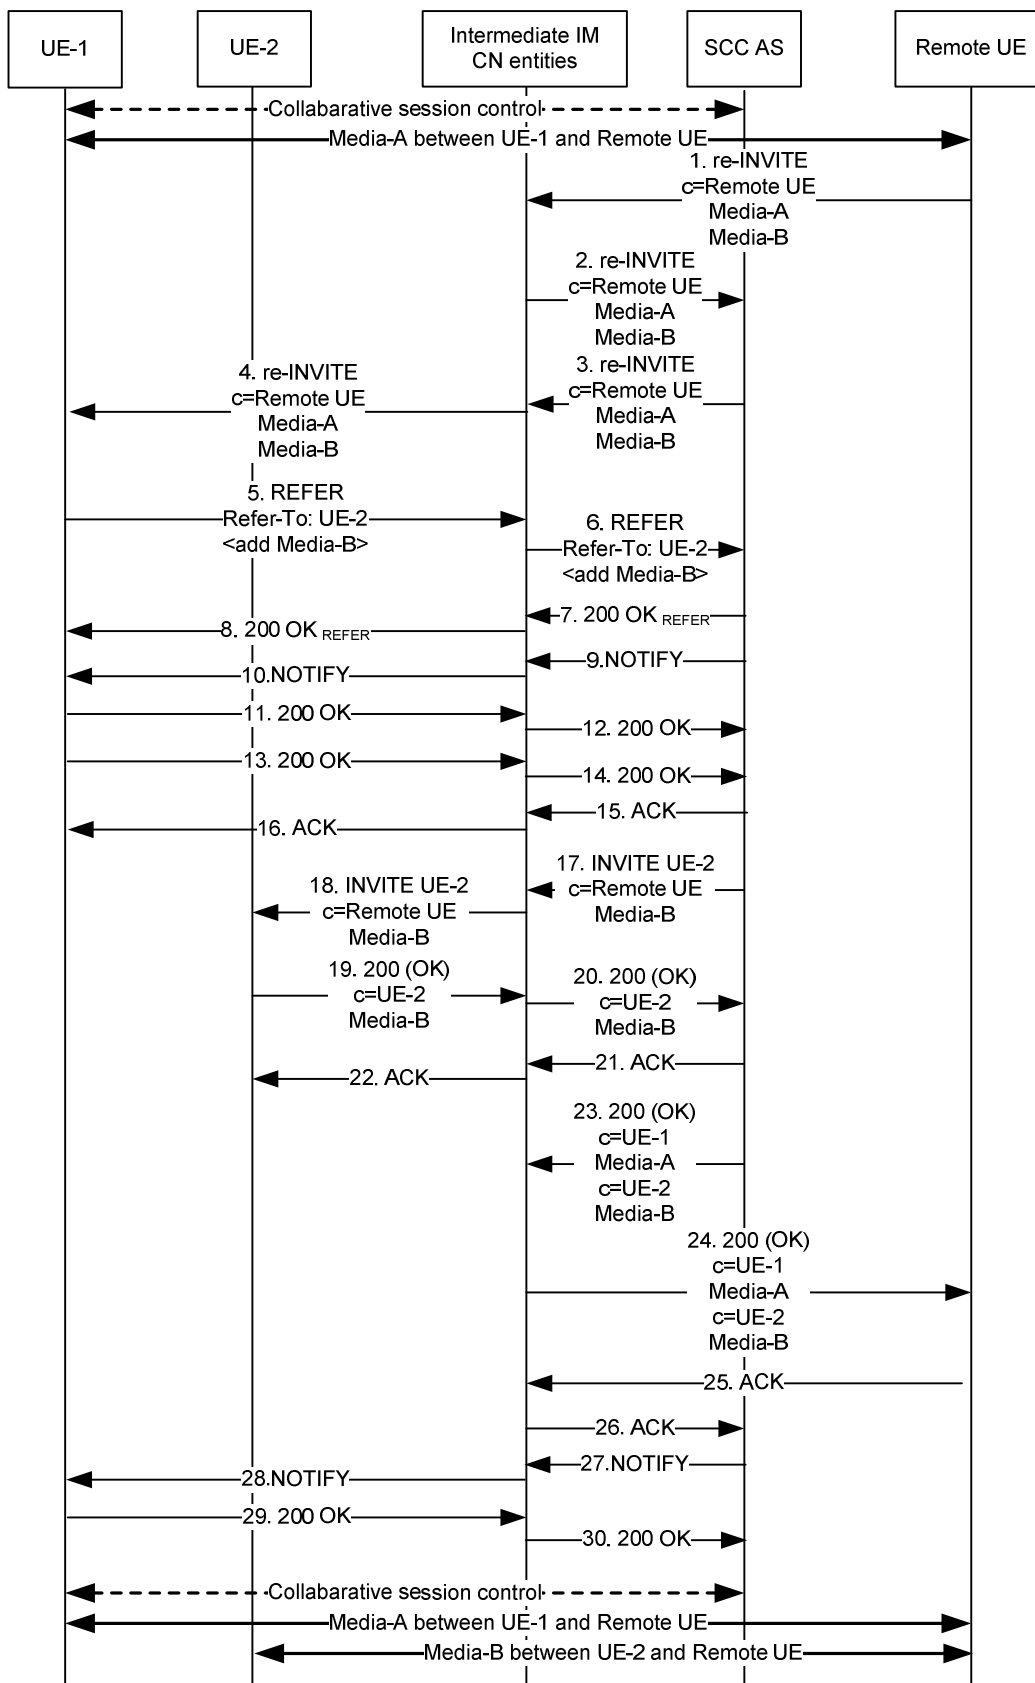 UE-1
UE-2
Intermediate IM
CN entities
SCC AS
Remote UE
Collabarative session control
Media-A between UE-1 and Remote UE
1. re-INVITE
c=Remote UE
Media-A
Media-B
2. re-INVITE
c=Remote UE
Media-A
Media-B
3. re-INVITE
c=Remote UE
Media-A
Media-B
4. re-INVITE
c=Remote UE
Media-A
Media-B
5. REFER
Refer-To: UE-2
<add Media-B>
6. REFER
Refer-To: UE-2
<add Media-B>
7. 200 OK REFER
8. 200 OK REFER
9.NOTIFY
10.NOTIFY
11. 200 OK
12. 200 OK
13. 200 OK
14. 200 OK
15. ACK
16. ACK
17. INVITE UE-2
c=Remote UE
Media-B
18. INVITE UE-2
c=Remote UE
Media-B
19. 200 (OK)
c=UE-2
Media-B
20. 200 (OK)
c=UE-2
Media-B
21. ACK
22. ACK
23. 200 (OK)
c=UE-1
Media-A
c=UE-2
Media-B
24. 200 (OK)
c=UE-1
Media-A
c=UE-2
Media-B
25. ACK
26. ACK
27.NOTIFY
28.NOTIFY
29. 200 OK
30. 200 OK
Collabarative session control
Media-A between UE-1 and Remote UE
Media-B between UE-2 and Remote UE